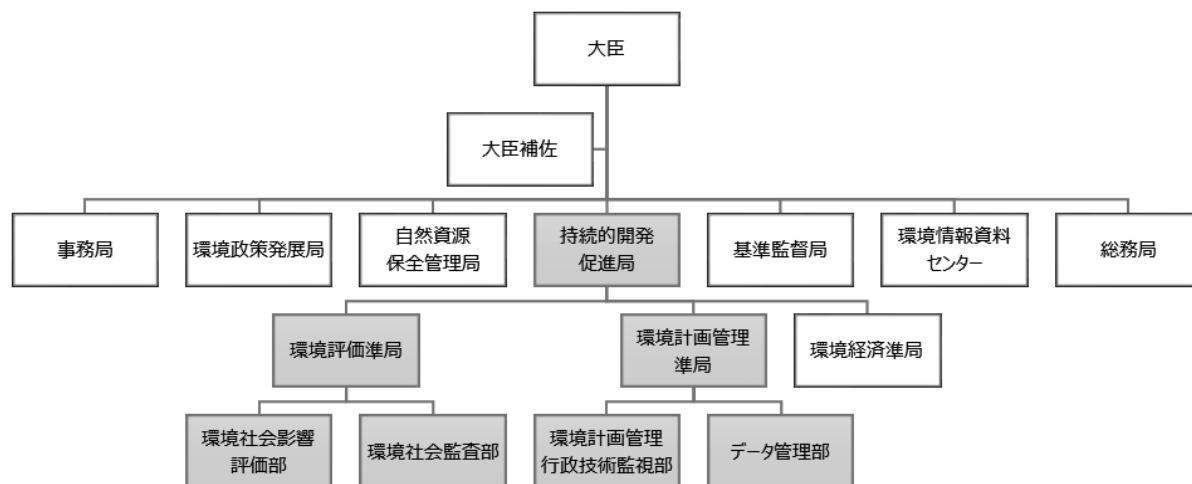 大臣
大臣補佐
事務局
環境政策発展局
自然資源
保全管理局
持続的開発
促進局
基準監督局
環境情報資料
センター
総務局
環境評価準局
環境計画管理
準局
環境経済準局
環境社会影響
評価部
環境社会監査部
環境計画管理
行政技術監視部
データ管理部